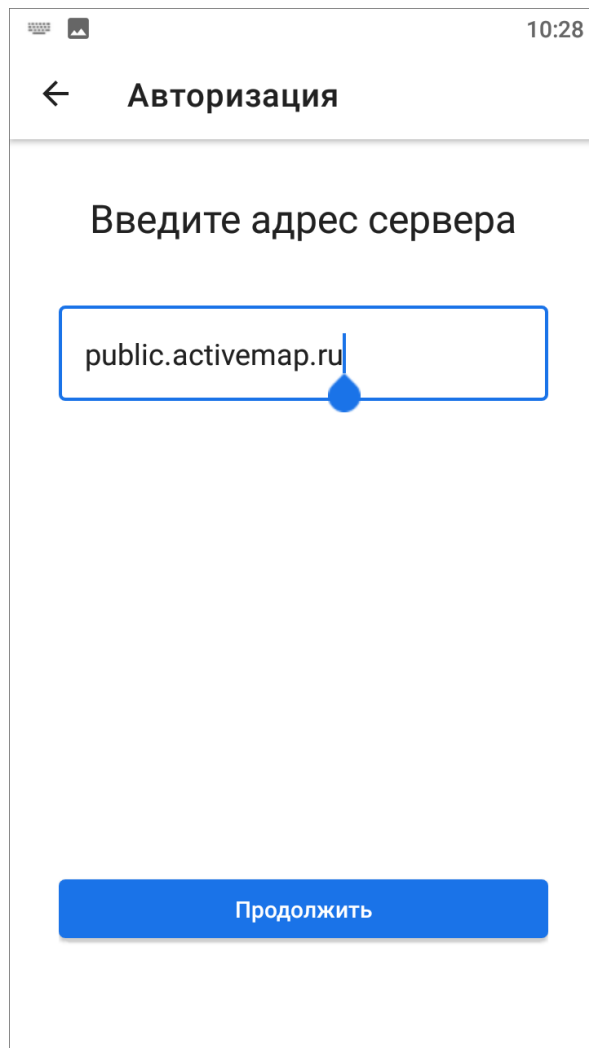 10:28
Авторизация
Введите адрес сервера
public.activemap.ru
Продолжить